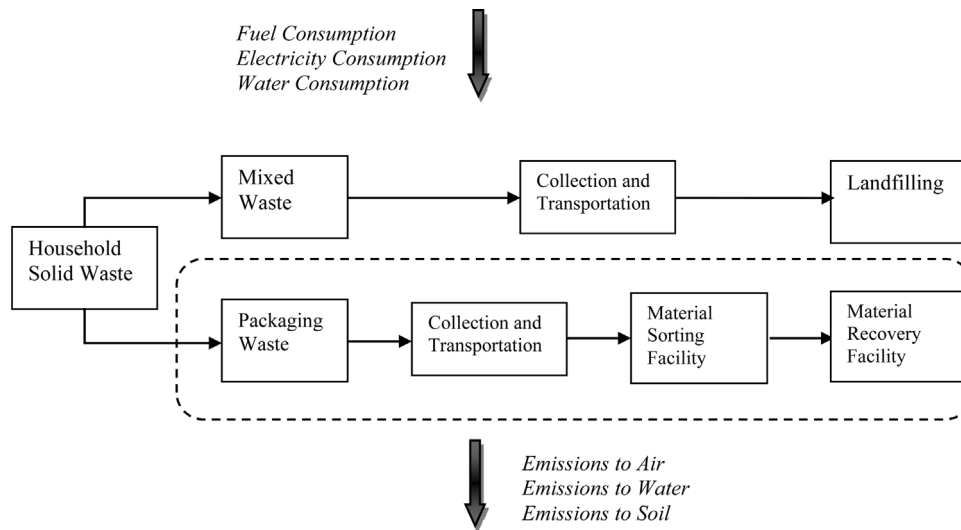 Fuel Consumption
Electricity Consumption
Water Consumption
Mixed
Waste
Collection and
Transportation
Landfilling
Household
Solid Waste
Packaging
Waste
Collection and
Transportation
Material
Sorting
Facility
Material
Recovery
Facility
Emissions to Air
Emissions to Water
Emissions to Soil